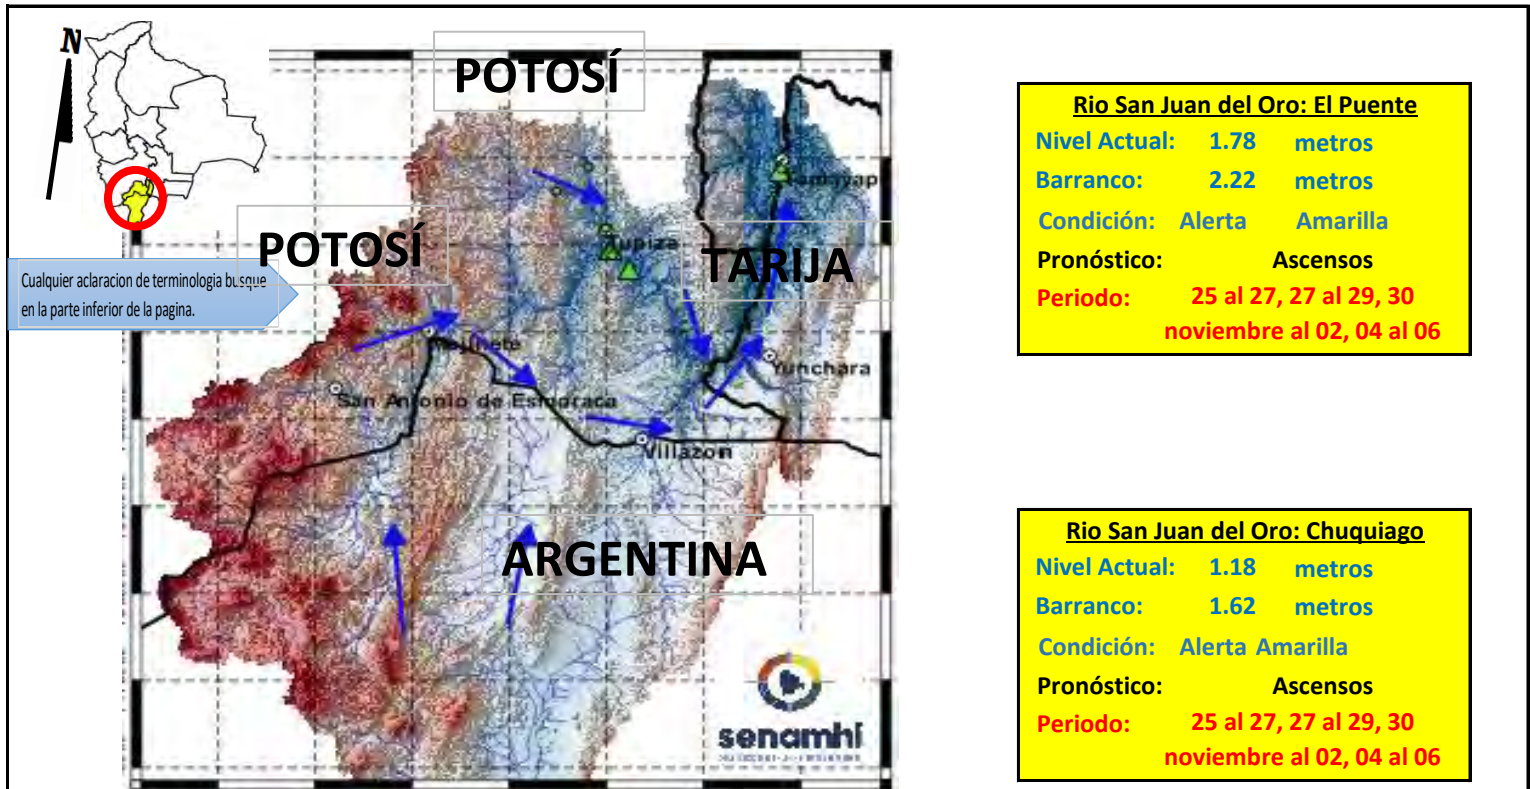 N
POTOSÍ
POTOSÍ
TARIJA
ARGENTINA
Cualquier aclaracion de terminologia busque
en la parte inferior de la pagina.
Tupiza
Yunchara
San Antonio de Esmoraca
Villazon
senamhi
Rio San Juan del Oro: El Puente
Nivel Actual: 1.78 metros
Barranco: 2.22 metros
Condición: Alerta Amarilla
Pronóstico: Ascensos
Periodo: 25 al 27, 27 al 29, 30
noviembre al 02, 04 al 06
Rio San Juan del Oro: Chuquiago
Nivel Actual: 1.18 metros
Barranco: 1.62 metros
Condición: Alerta Amarilla
Pronóstico: Ascensos
Periodo: 25 al 27, 27 al 29, 30
noviembre al 02, 04 al 06